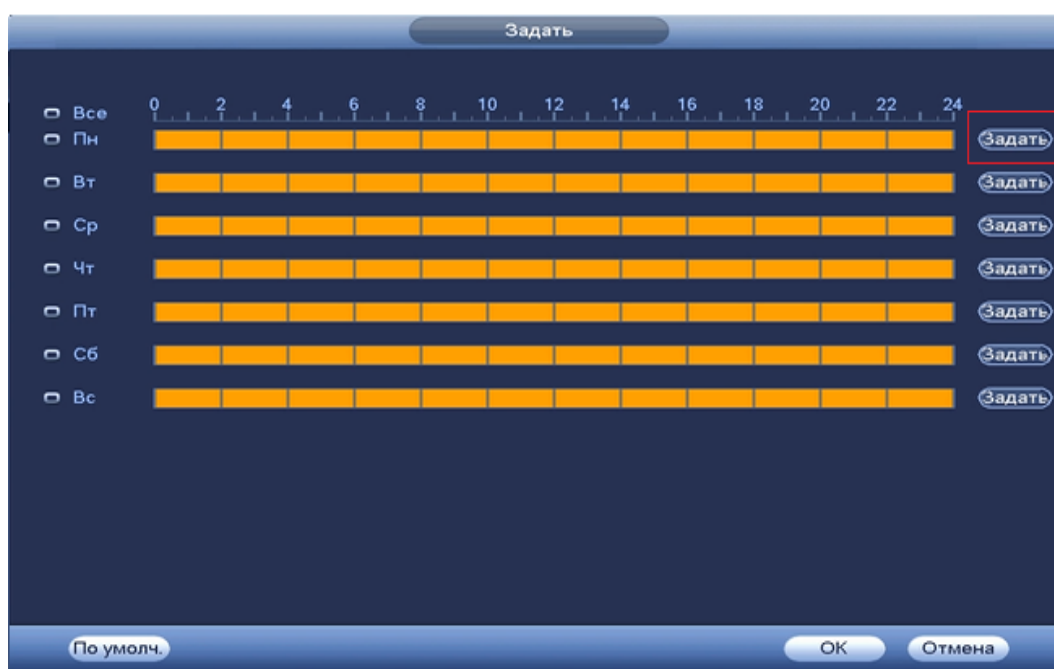 Задать
Все 0 2 4 6 8 10 12 14 16 18 20 22 24
Пн Задать
Вт Задать
Ср Задать
Чт Задать
Пт Задать
Сб Задать
Вс Задать
По умолч. OK Отмена